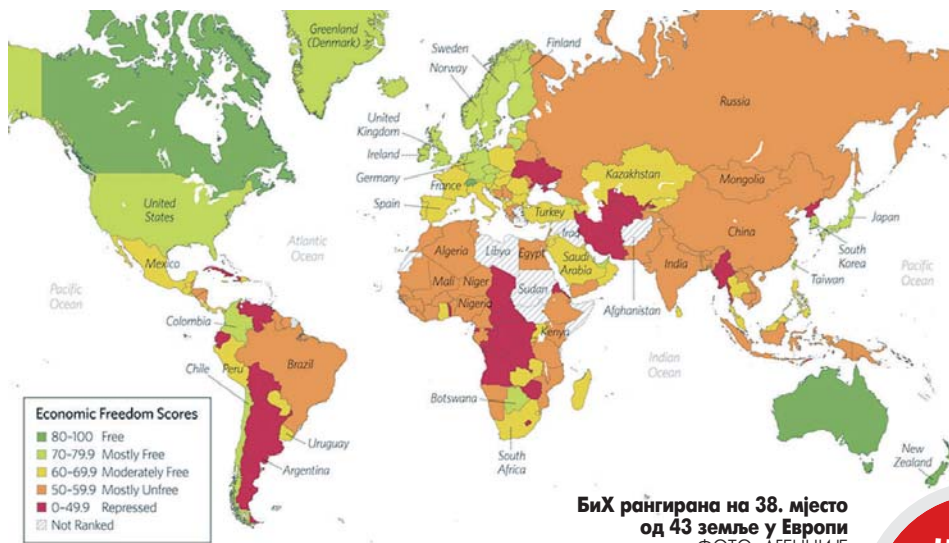 Greenland
(Denmark)
Sweden
Norway
Finland
United
Kingdom
Ireland
Germany
France
Spain
Russia
Kazakhstan
Mongolia
Turkey
Iraq
China
Japan
South
Korea
Taiwan
Afghanistan
India
Saudi
Arabia
Algeria
Libya
Egypt
Mali
Niger
Nigeria
Sudan
Kenya
Botswana
South
Africa
United
States
Mexico
Atlantic
Ocean
Pacific
Ocean
Pacific
Ocean
Indian
Ocean
Colombia
Brazil
Chile
Peru
Uruguay
Argentina
New
Zealand
Economic Freedom Scores
80–100 Free
70–79.9 Mostly Free
60–69.9 Moderately Free
50–59.9 Mostly Unfree
0–49.9 Repressed
Not Ranked
БиХ рангирана на 38. мјесто
од 43 земље у Европи